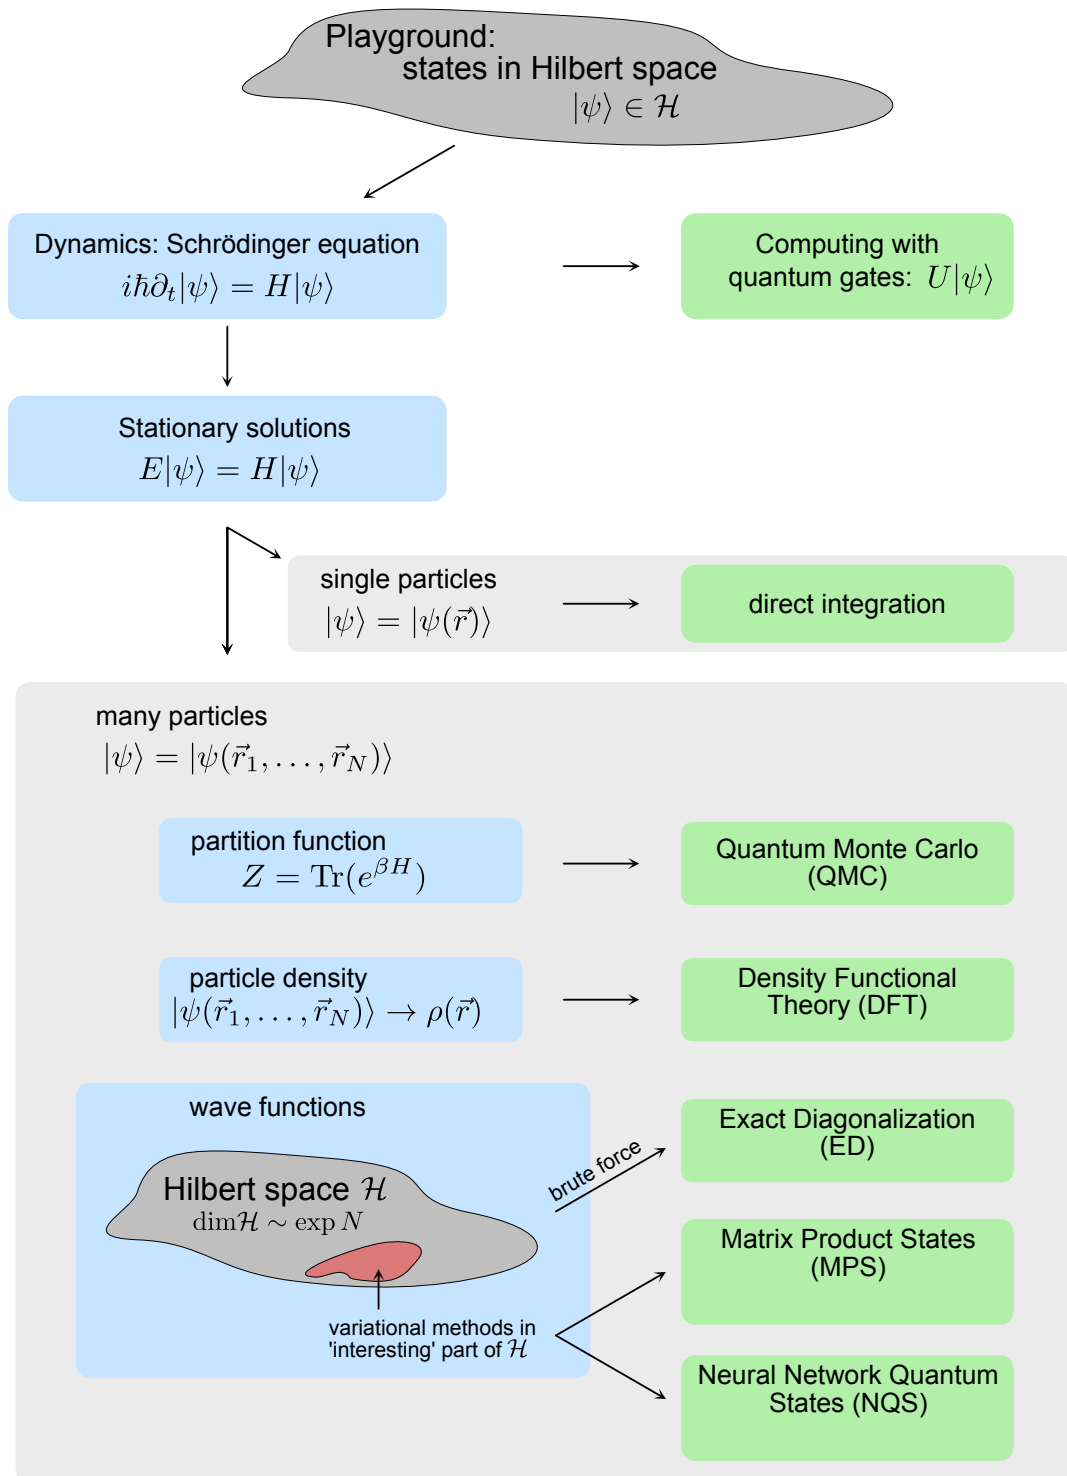 Playground:
states in Hilbert space
|ψ⟩ ∈ ℋ
Dynamics: Schrödinger equation
iℏ∂ₜ|ψ⟩ = H|ψ⟩
Computing with
quantum gates: U|ψ⟩
Stationary solutions
E|ψ⟩ = H|ψ⟩
single particles
|ψ⟩ = |ψ(r⃗)⟩
direct integration
many particles
|ψ⟩ = |ψ(r⃗₁, . . . , r⃗_N)⟩
partition function
Z = Tr(e^{βH})
Quantum Monte Carlo
(QMC)
particle density
|ψ(r⃗₁, . . . , r⃗_N)⟩ → ρ(r⃗)
Density Functional
Theory (DFT)
wave functions
Hilbert space ℋ
dimℋ ∼ exp N
variational methods in
'interesting' part of ℋ
brute force
Exact Diagonalization
(ED)
Matrix Product States
(MPS)
Neural Network Quantum
States (NQS)